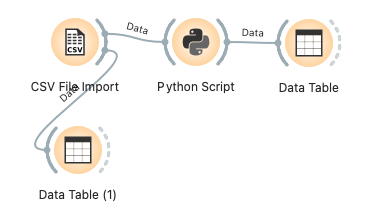 Data
Data
CSV
CSV File Import
Python Script
Data Table
Data
Data Table (1)